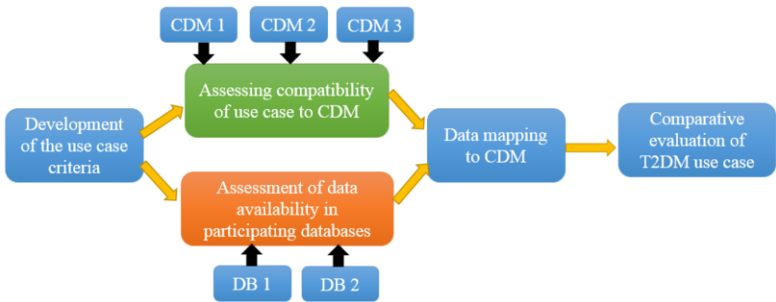 CDM 1
CDM 2
CDM 3
Assessing compatibility
of use case to CDM
Development
of the use case
criteria
Data mapping
to CDM
Comparative
evaluation of
T2DM use case
Assessment of data
availability in
participating databases
DB 1
DB 2